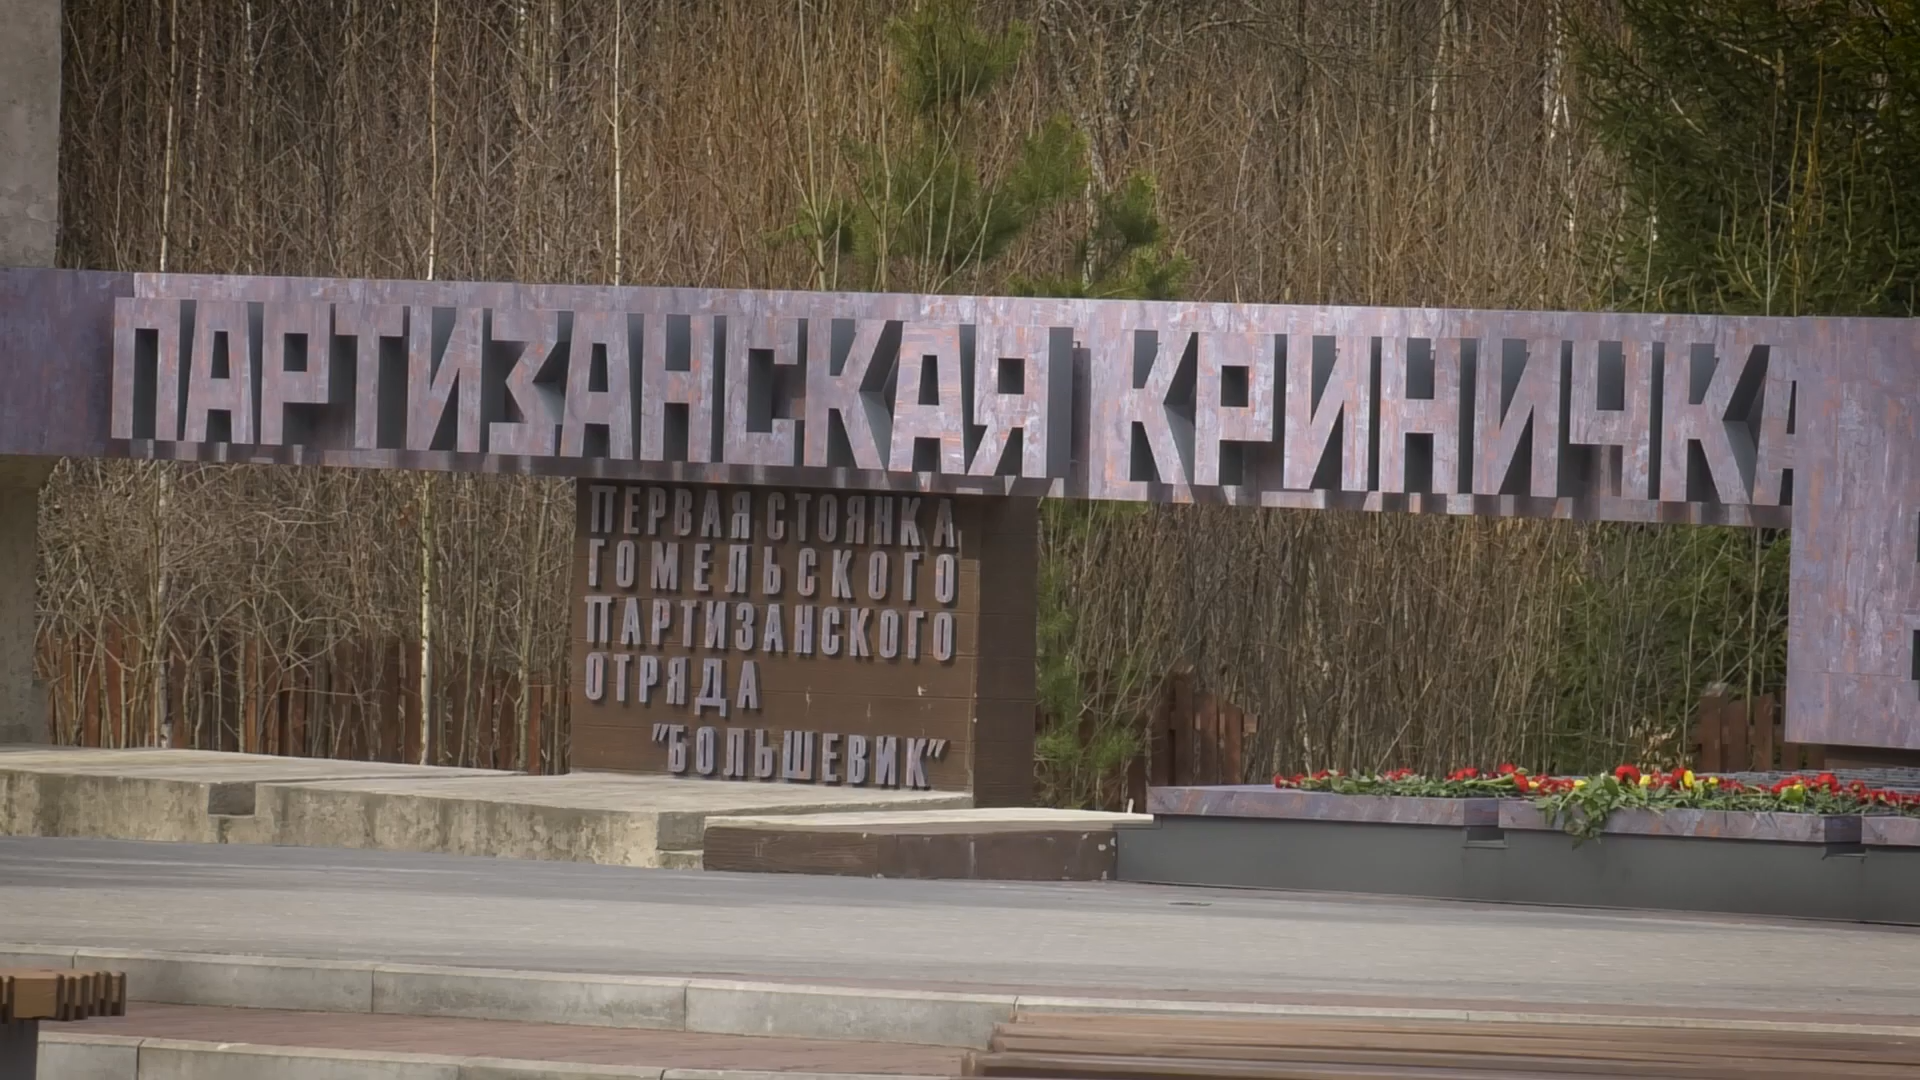 ПАРТИЗАНСКАЯ КРИНИЧКА
ПЕРВАЯ СТОЯНКА
ГОМЕЛЬСКОГО
ПАРТИЗАНСКОГО
ОТРЯДА
"БОЛЬШЕВИК"